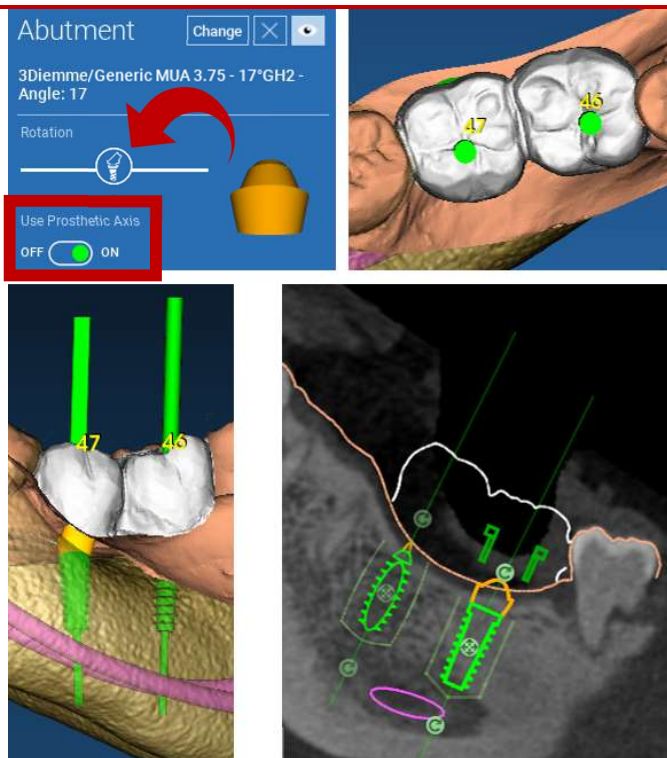 Abutment
Change
3Diemme/Generic MUA 3.75 - 17°GH2 -
Angle: 17
Rotation
Use Prosthetic Axis
OFF ON
47
46
47
46